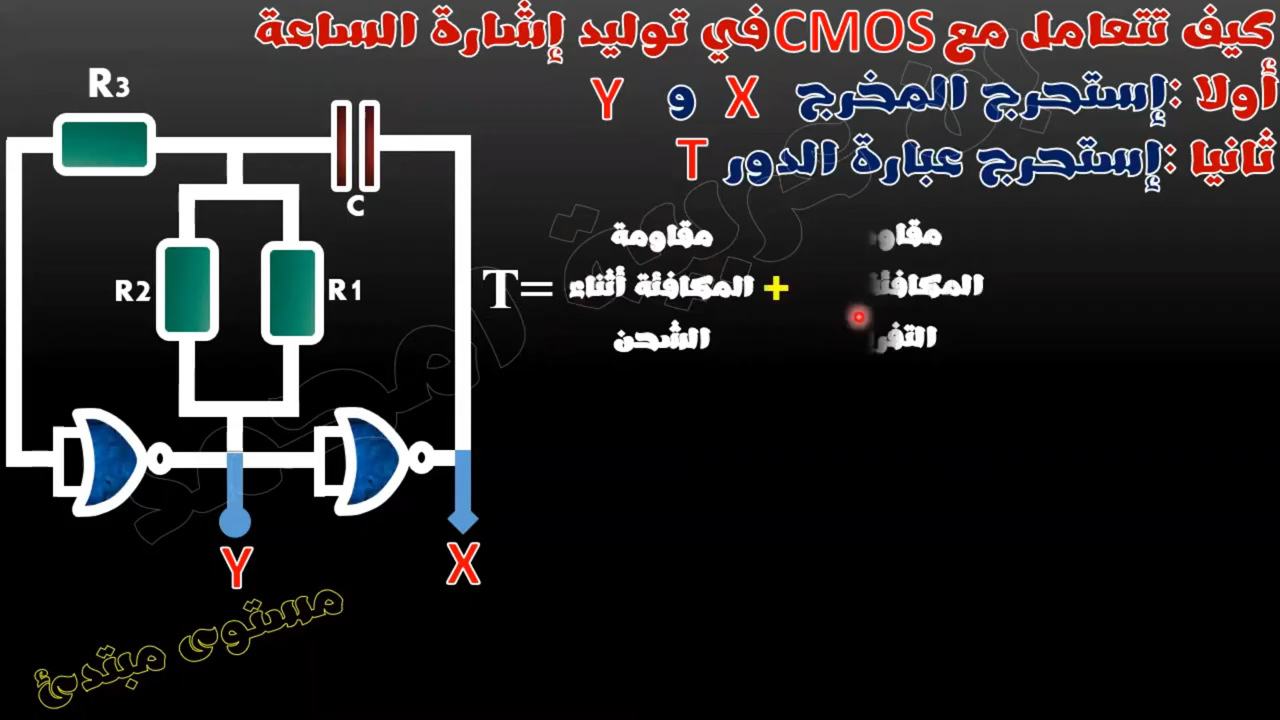 كيف تتعامل مع CMOS في توليد إشارة الساعة
أولا :إستحرج المخرج X و Y
ثانيا :إستحرج عبارة الدور T
R3
C
R2
R1
T=
مقاومة
المكافئة أثناء
الشحن
+
Y
X
مستوى مبتدئ